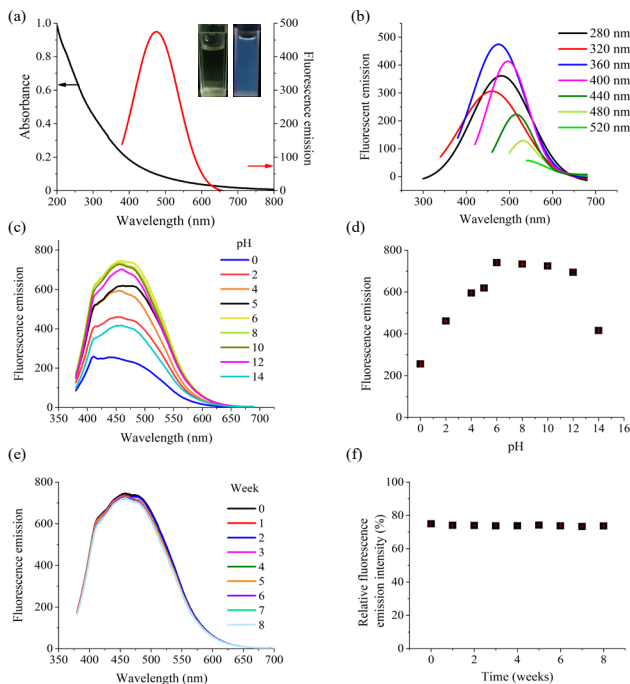 (a)
1.0
0.8
0.6
0.4
0.2
0
Absorbance
200 300 400 500 600 700 800
Wavelength (nm)
500
400
300
200
100
0
Fluorescence emission
(b)
500
450
400
350
300
250
200
150
100
50
0
Fluorescent emission
300 400 500 600 700
Wavelength (nm)
280 nm
320 nm
360 nm
400 nm
440 nm
480 nm
520 nm
(c)
800
600
400
200
0
Fluorescence emission
350 400 450 500 550 600 650 700
Wavelength (nm)
pH
0
2
4
5
6
8
10
12
14
(d)
800
600
400
200
0
Fluorescence emission
0 2 4 6 8 10 12 14 16
pH
(e)
800
600
400
200
0
Fluorescence emission
350 400 450 500 550 600 650 700
Wavelength (nm)
Week
0
1
2
3
4
5
6
7
8
(f)
100
80
60
40
20
0
Relative fluorescence
emission intensity (%)
0 2 4 6 8
Time (weeks)